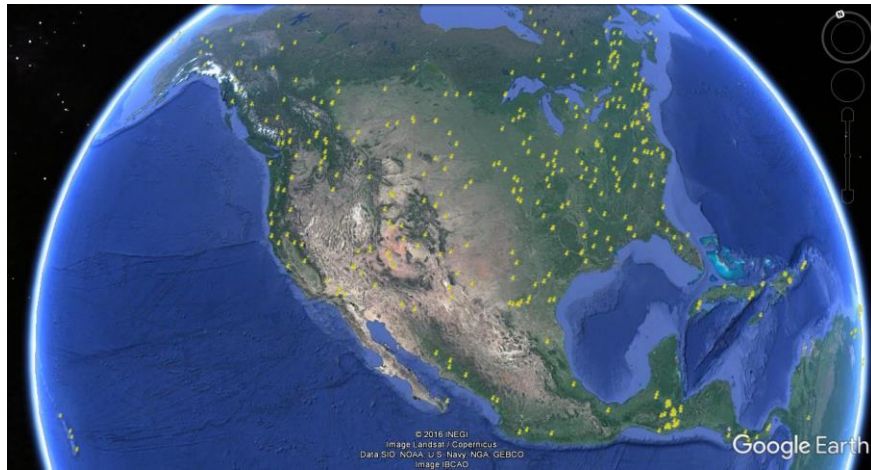 © 2016 INEGI
Image Landsat / Copernicus
Data SIO, NOAA, U.S. Navy, NGA, GEBCO
Image IBCAO
Google Earth